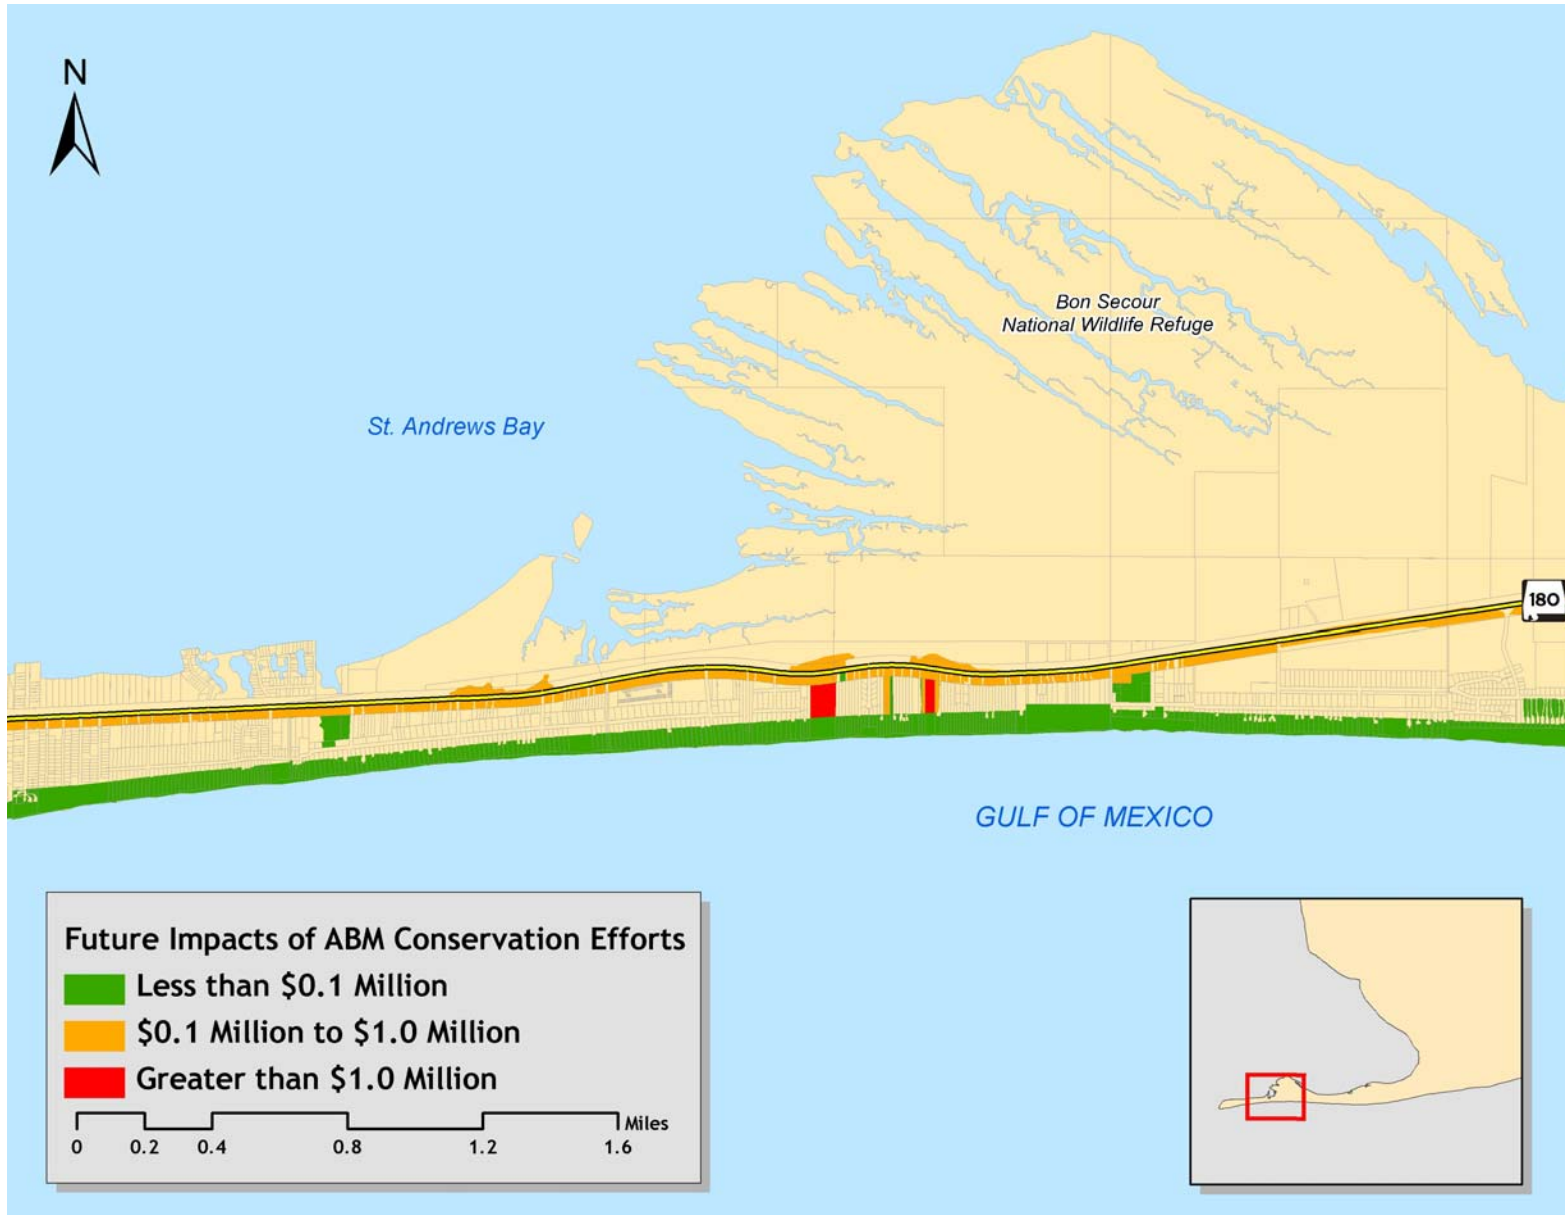 N
Bon Secour
National Wildlife Refuge
St. Andrews Bay
180
GULF OF MEXICO
Future Impacts of ABM Conservation Efforts
Less than $0.1 Million
$0.1 Million to $1.0 Million
Greater than $1.0 Million
Miles
0 0.2 0.4 0.8 1.2 1.6